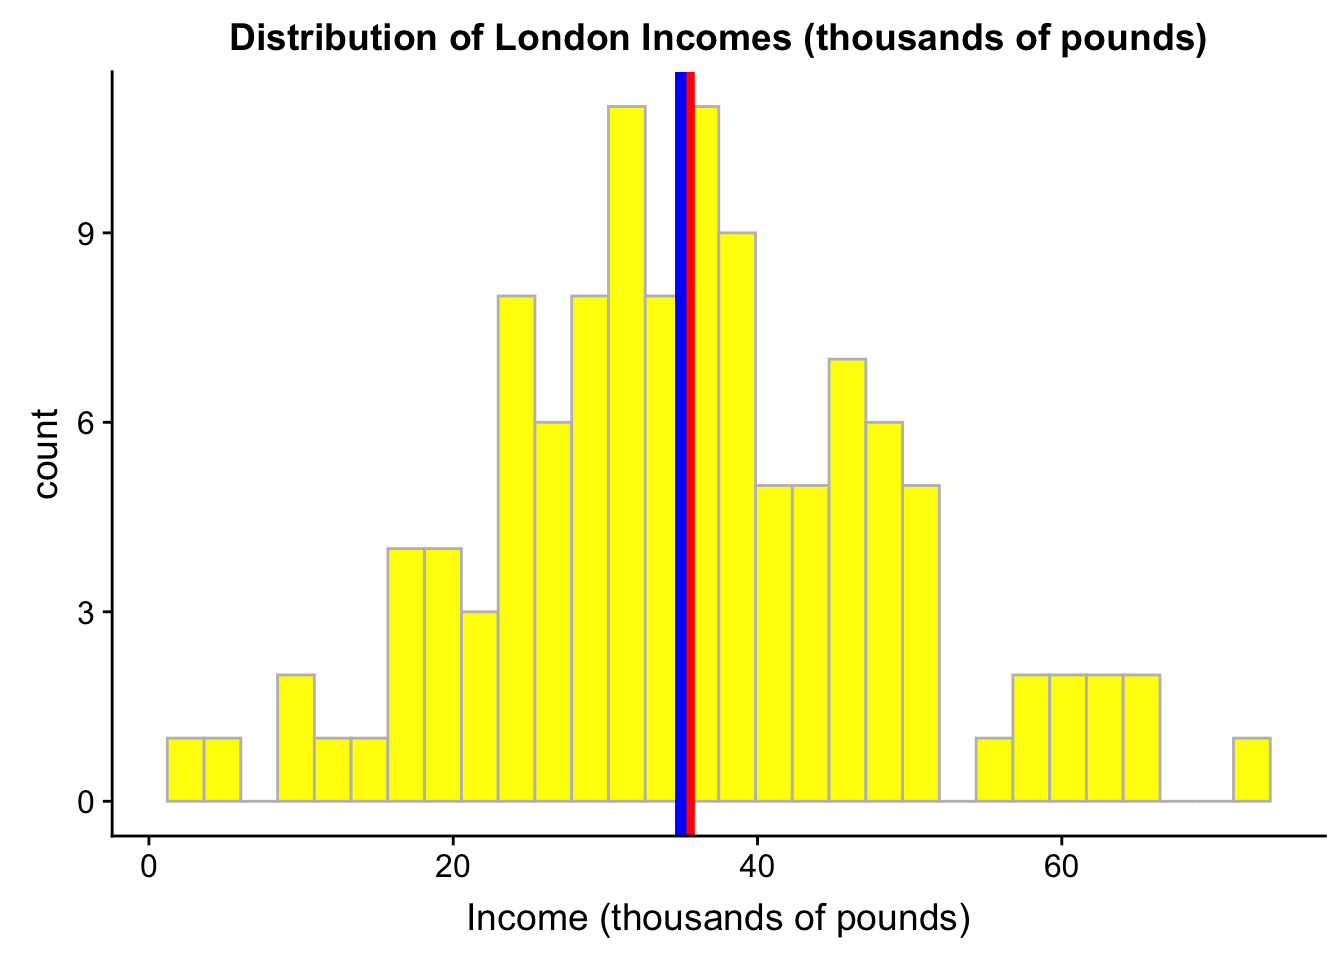 Distribution of London Incomes (thousands of pounds)
9
6
3
0
count
0 20 40 60
Income (thousands of pounds)